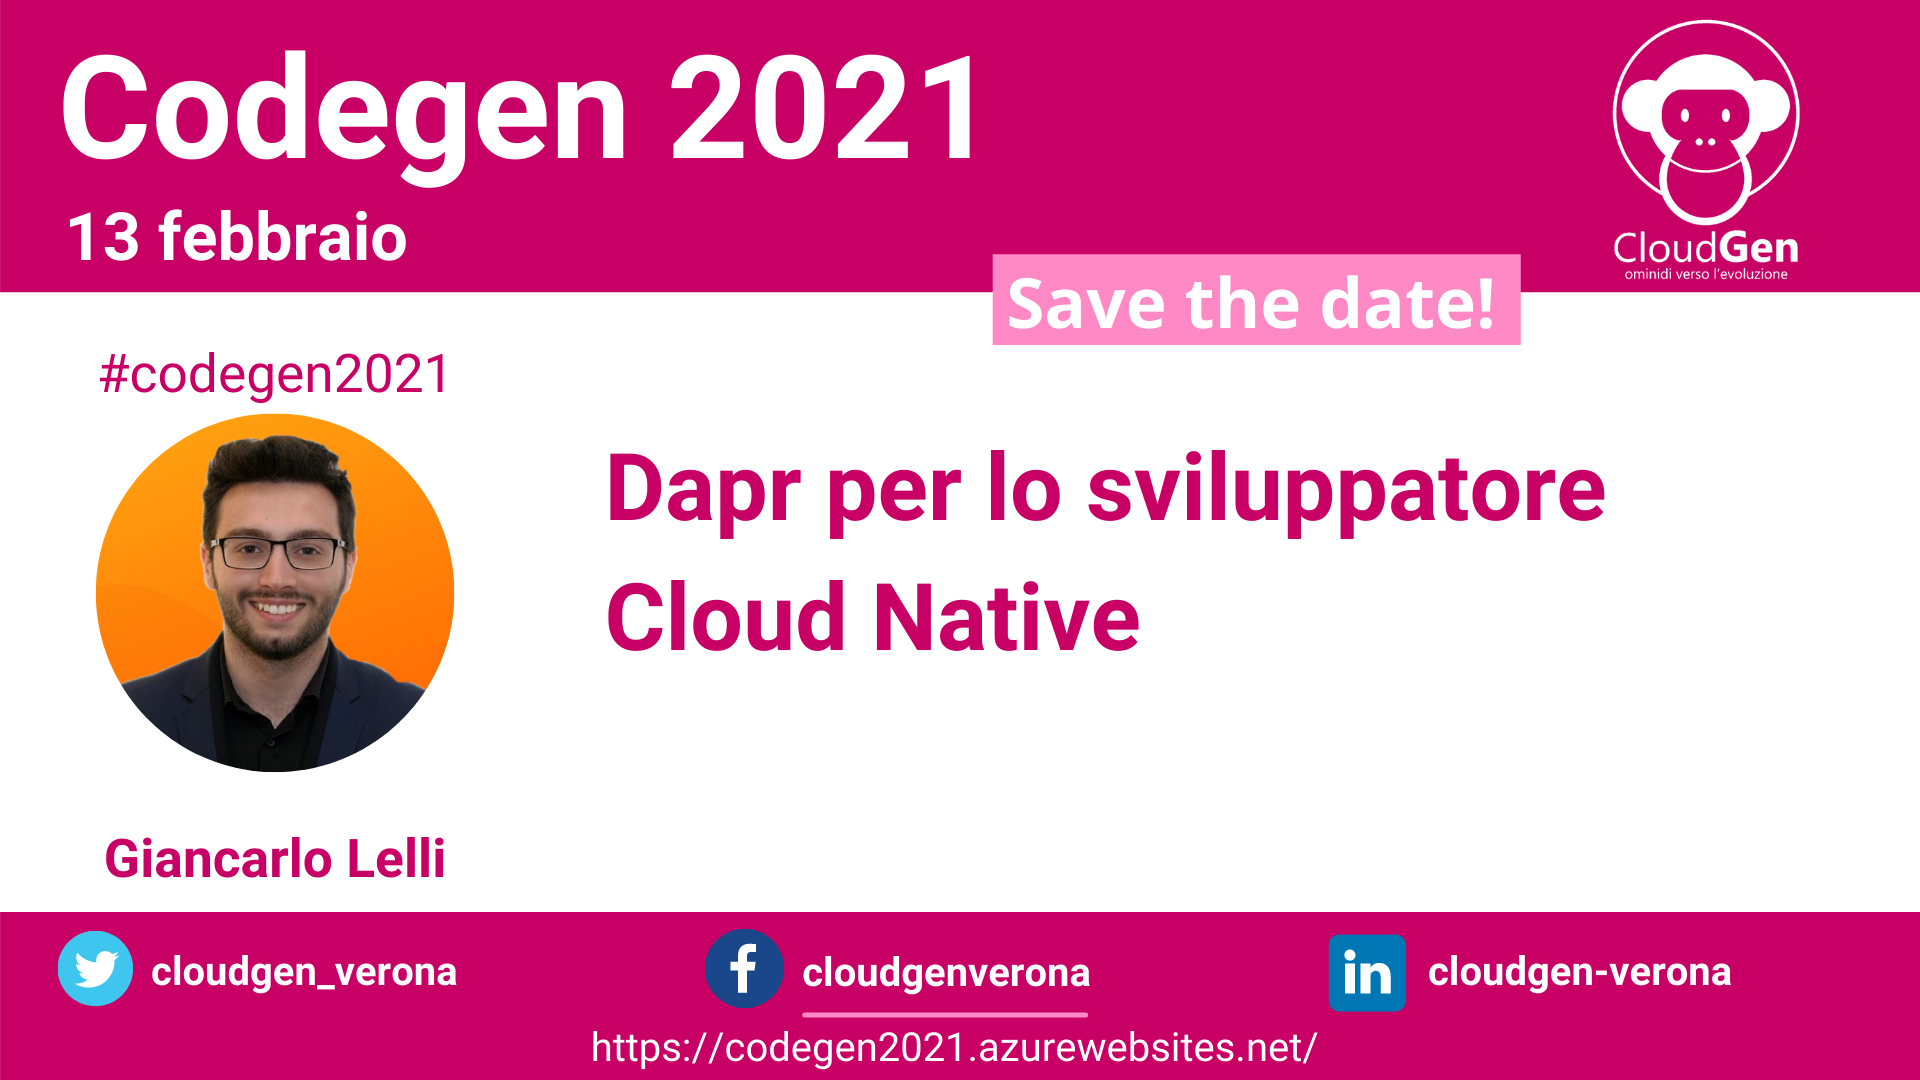 Codegen 2021
13 febbraio
CloudGen
ominidi verso l'evoluzione
Save the date!
#codegen2021
Dapr per lo sviluppatore
Cloud Native
Giancarlo Lelli
cloudgen_verona
cloudgenverona
cloudgen-verona
https://codegen2021.azurewebsites.net/